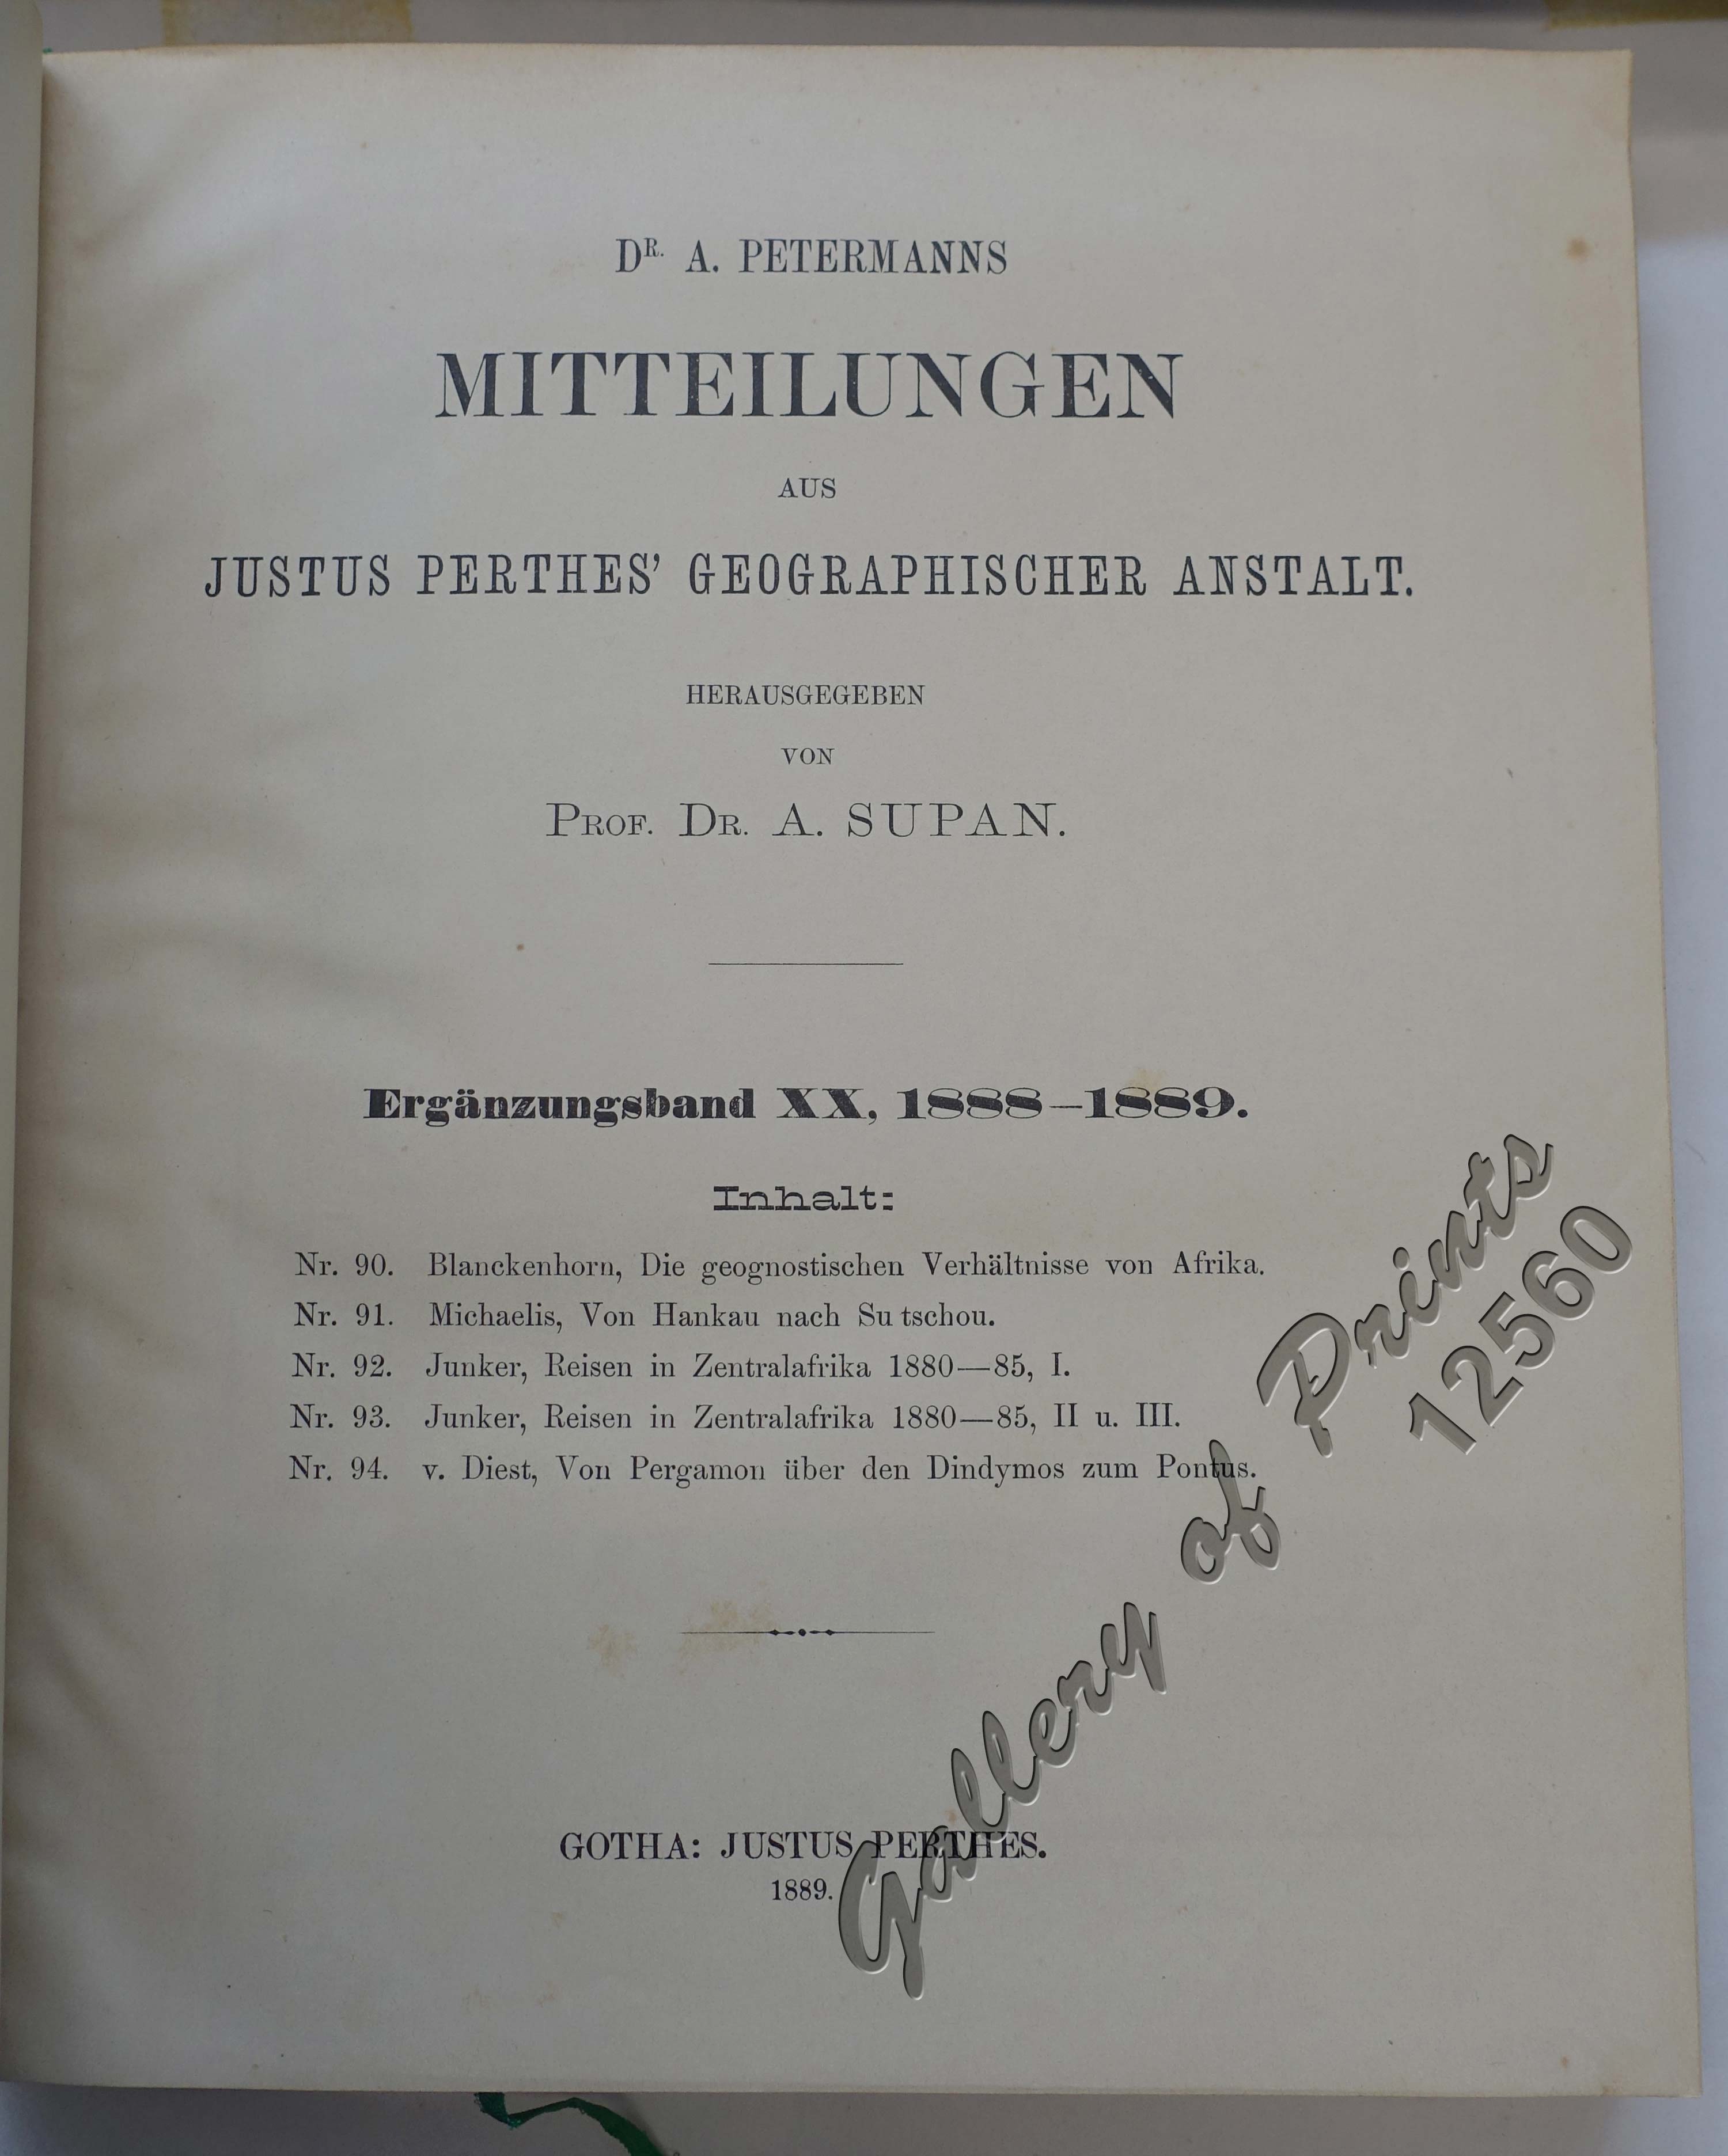 DR. A. PETERMANNS
MITTEILUNGEN
AUS
JUSTUS PERTHES' GEOGRAPHISCHER ANSTALT.
HERAUSGEGEBEN
VON
PROF. DR. A. SUPAN.
Ergänzungsband XX, 1888–1889.
Inhalt:
Nr. 90. Blanckenhorn, Die geognostischen Verhältnisse von Afrika.
Nr. 91. Michaelis, Von Hankau nach Su tschou.
Nr. 92. Junker, Reisen in Zentralafrika 1880—85, I.
Nr. 93. Junker, Reisen in Zentralafrika 1880—85, II u. III.
Nr. 94. v. Diest, Von Pergamon über den Dindymos zum Pontus.
GOTHA: JUSTUS PERTHES.
1889.
Gallery of Prints
12560